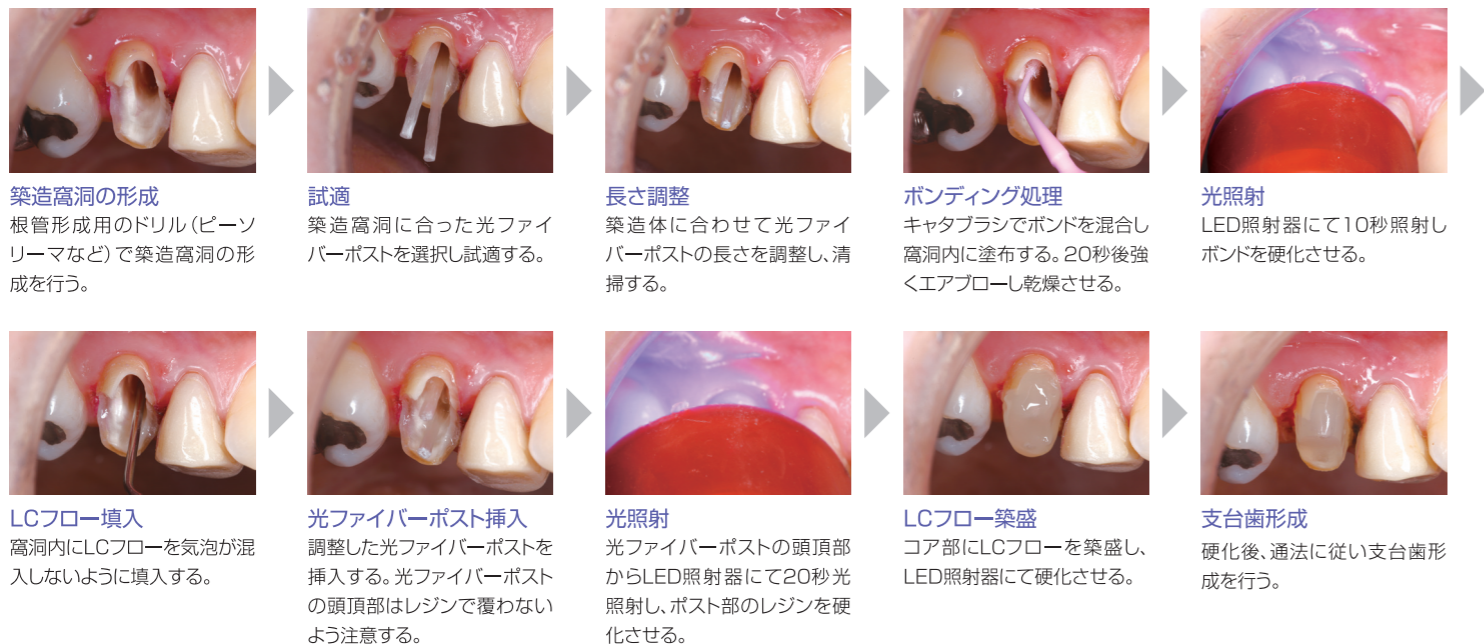 築造窩洞の形成
根管形成用のドリル(ピーソ
リーマなど)で築造窩洞の形
成を行う。
試適
築造窩洞に合った光ファイ
バーポストを選択し試適する。
長さ調整
築造体に合わせて光ファイ
バーポストの長さを調整し、清
掃する。
ボンディング処理
キャタブラシでボンドを混合し
窩洞内に塗布する。20秒後強
くエアブローし乾燥させる。
光照射
LED照射器にて10秒照射し
ボンドを硬化させる。
LCフロー填入
窩洞内にLCフローを気泡が混
入しないように填入する。
光ファイバーポスト挿入
調整した光ファイバーポストを
挿入する。光ファイバーポスト
の頭頂部はレジンで覆わない
よう注意する。
光照射
光ファイバーポストの頭頂部
からLED照射器にて20秒光
照射し、ポスト部のレジンを硬
化させる。
LCフロー築盛
コア部にLCフローを築盛し、
LED照射器にて硬化させる。
支台歯形成
硬化後、通法に従い支台歯形
成を行う。